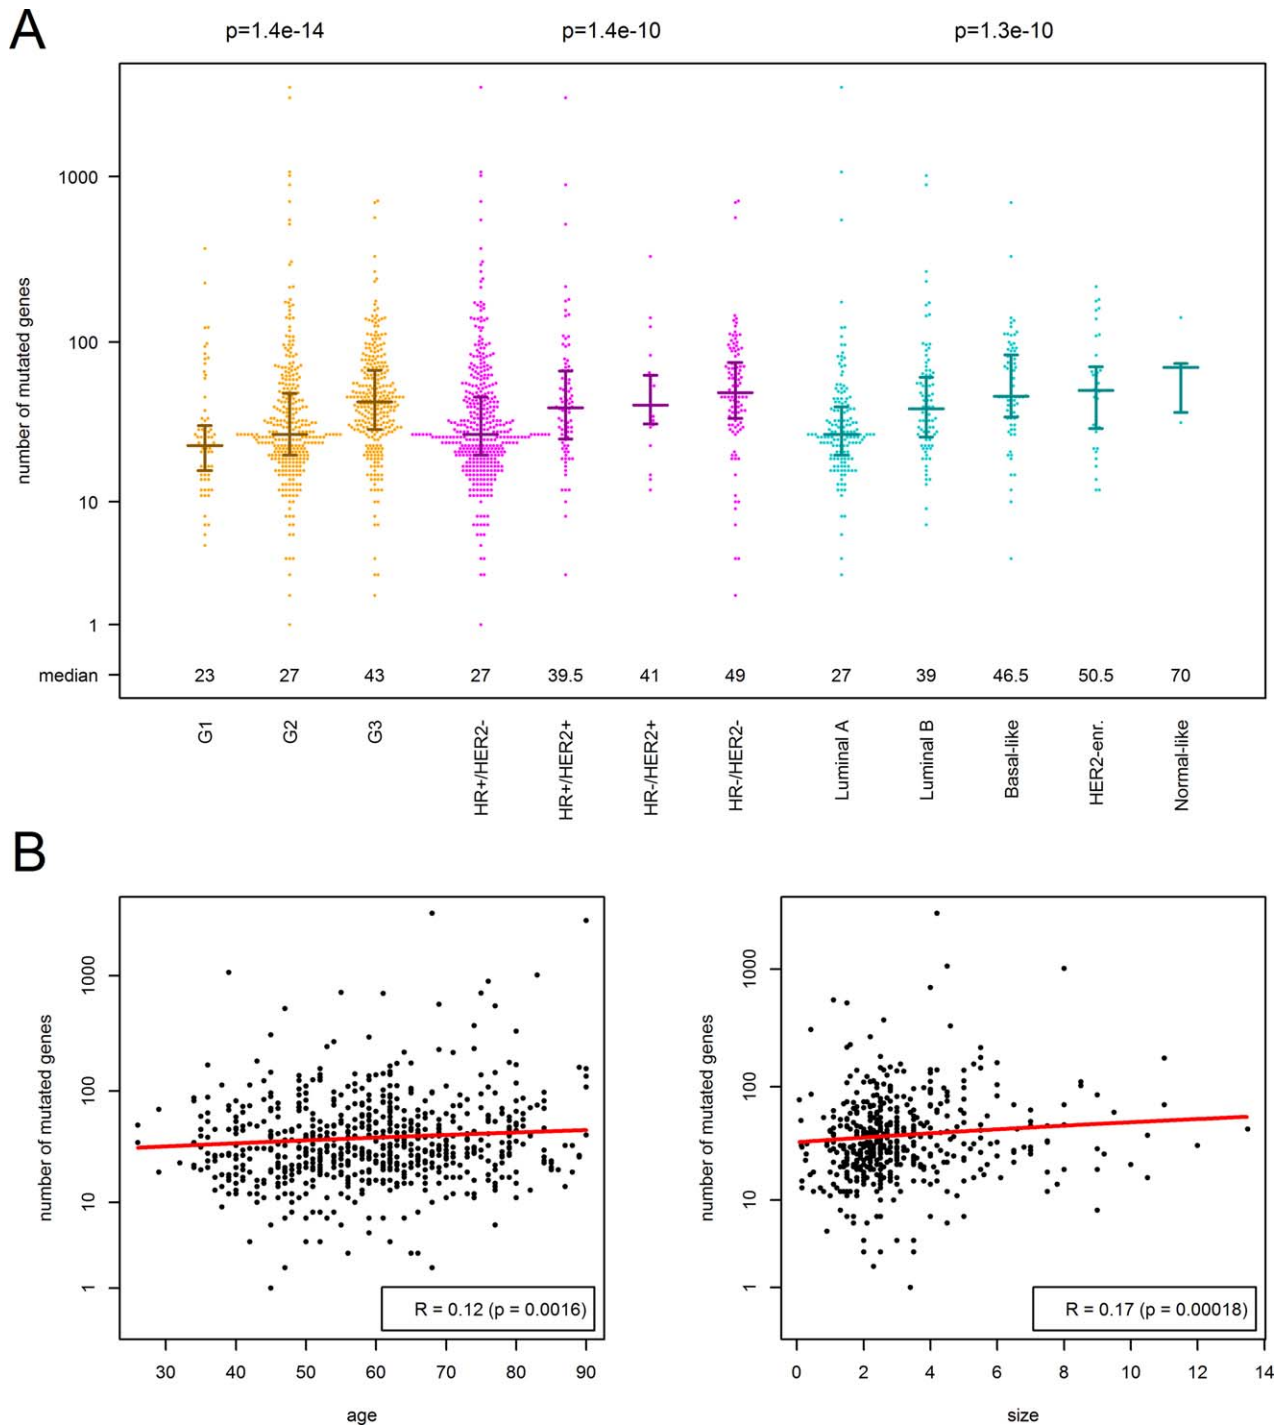 A
p=1.4e-14 p=1.4e-10 p=1.3e-10
number of mutated genes
1000
100
10
1
median 23 27 43 27 39.5 41 49 27 39 46.5 50.5 70
G1 G2 G3 HR+/HER2- HR+/HER2+ HR-/HER2+ HR-/HER2- Luminal A Luminal B Basal-like HER2-enr. Normal-like
B
number of mutated genes
1000
100
10
1
R = 0.12 (p = 0.0016)
30 40 50 60 70 80 90
age
number of mutated genes
1000
100
10
1
R = 0.17 (p = 0.00018)
0 2 4 6 8 10 12 14
size